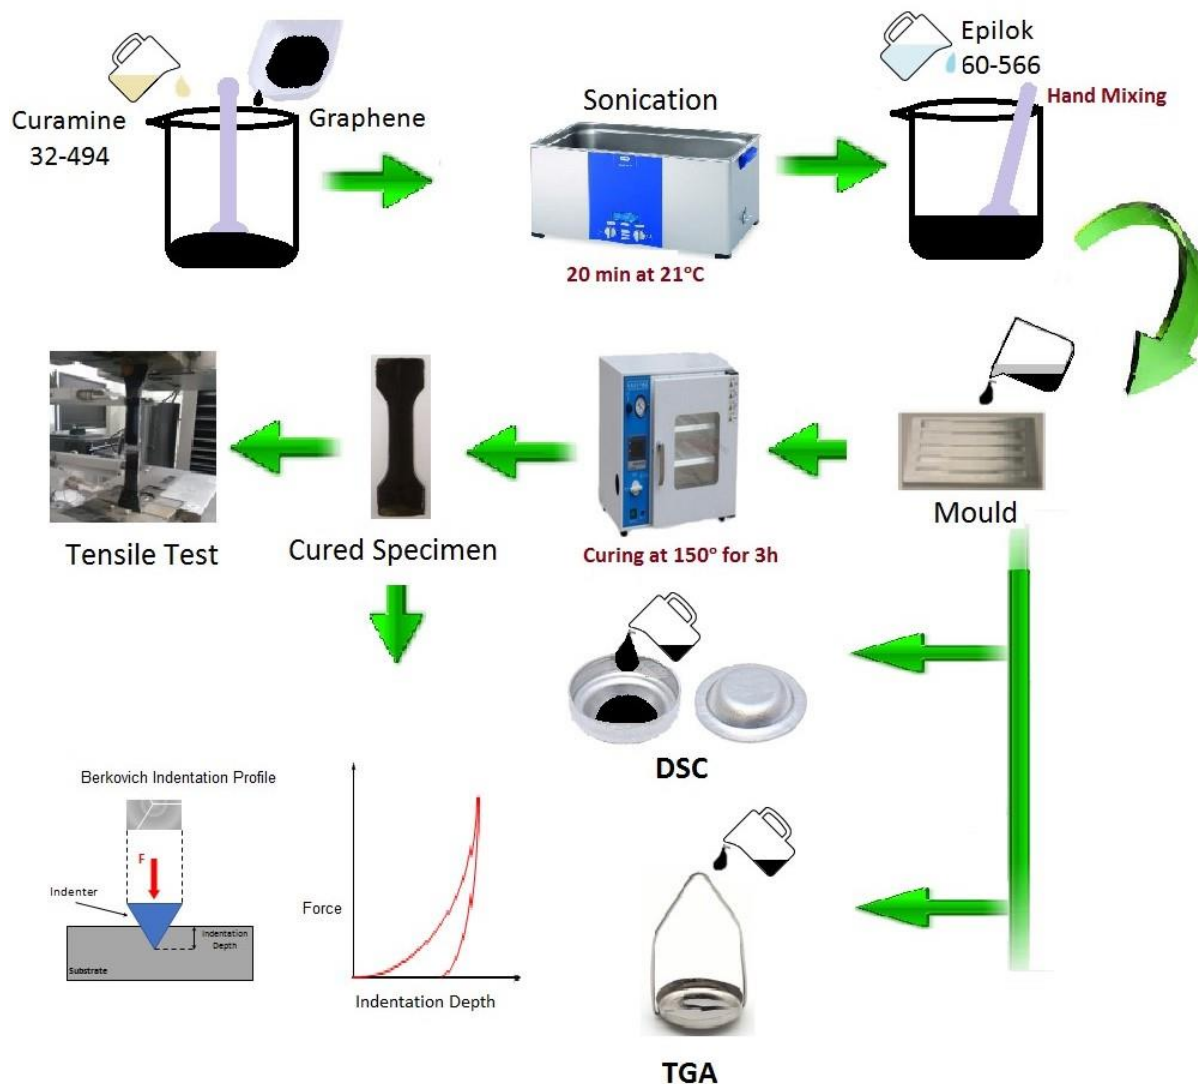 Curamine
32-494
Graphene
Sonication
20 min at 21°C
Epilok
60-566
Hand Mixing
Tensile Test
Cured Specimen
Curing at 150° for 3h
Mould
DSC
Berkovich Indentation Profile
F
Indenter
Indentation
Depth
Substrate
Force
Indentation Depth
TGA